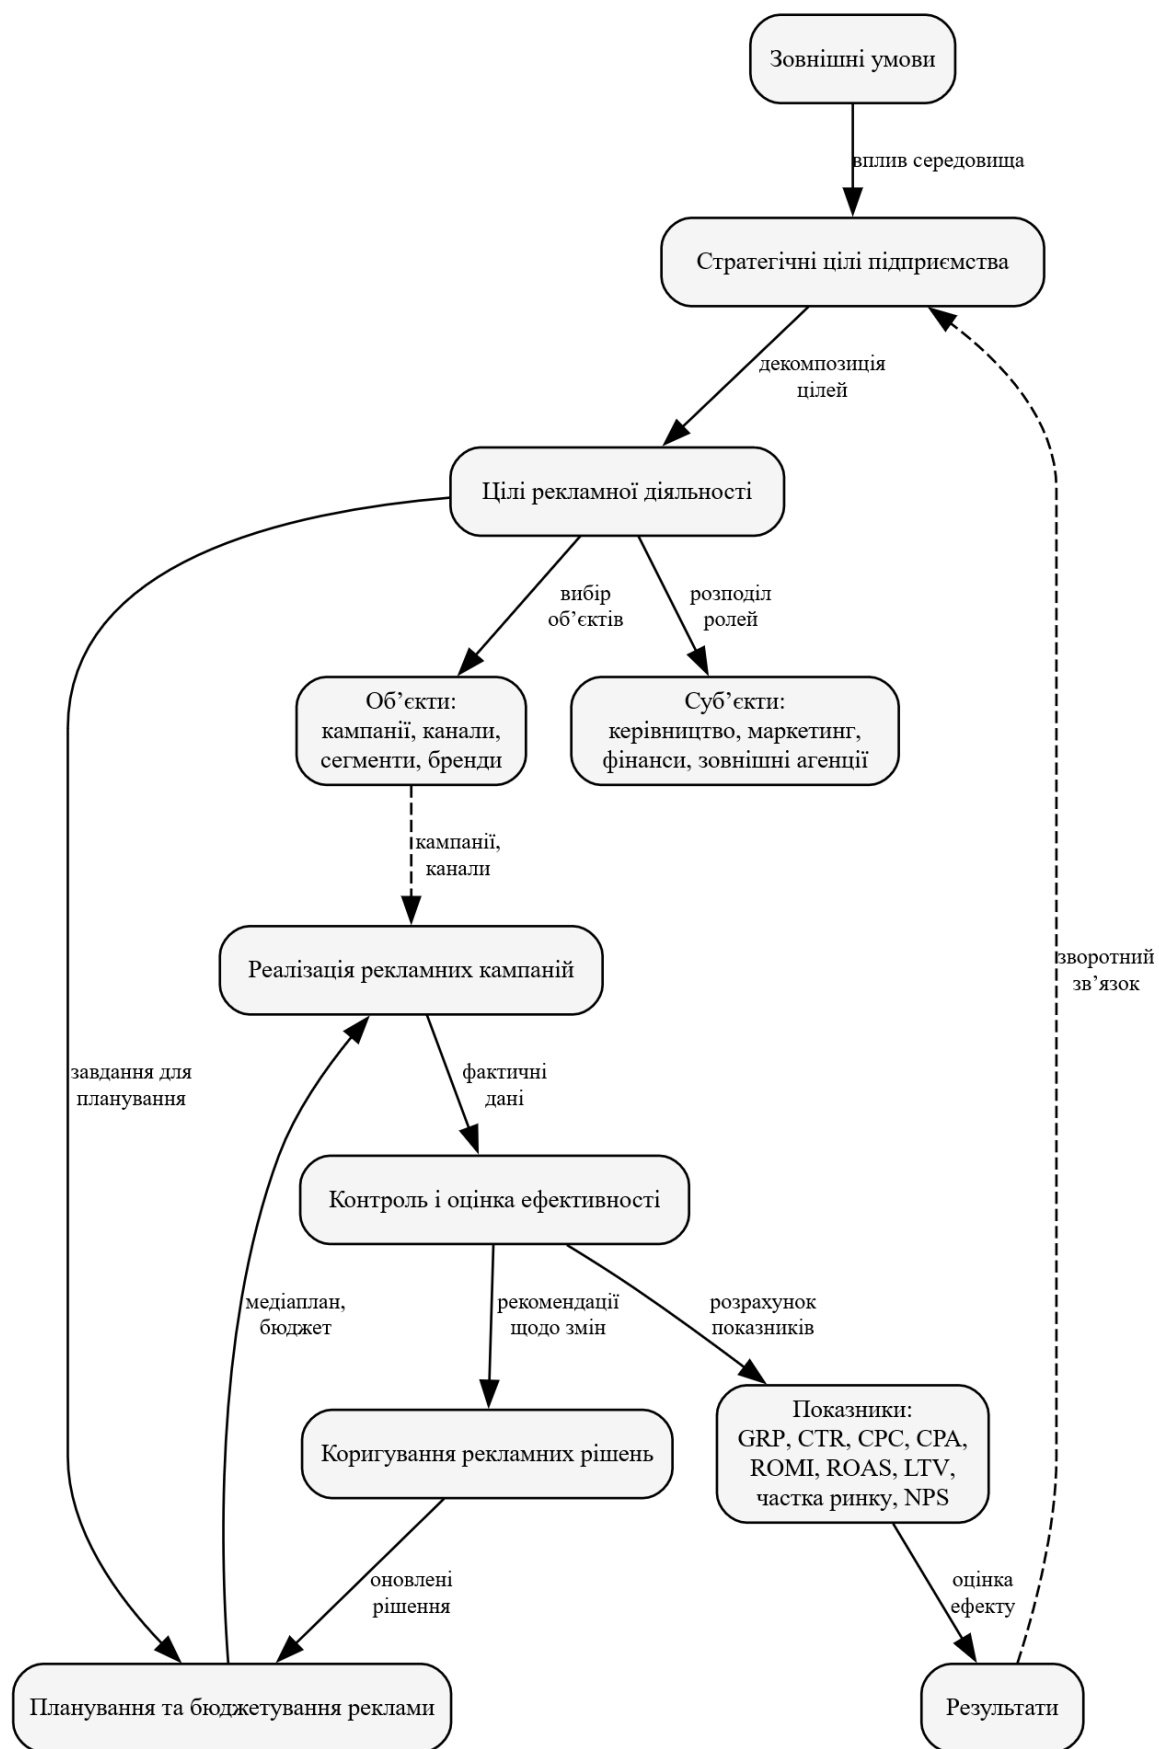 Зовнішні умови
вплив середовища
Стратегічні цілі підприємства
декомпозиція
цілей
Цілі рекламної діяльності
вибір
об’єктів
розподіл
ролей
Об’єкти:
кампанії, канали,
сегменти, бренди
Суб’єкти:
керівництво, маркетинг,
фінанси, зовнішні агенції
кампанії,
канали
Реалізація рекламних кампаній
зворотний
зв’язок
завдання для
планування
фактичні
дані
Контроль і оцінка ефективності
медіаплан,
бюджет
рекомендації
щодо змін
розрахунок
показників
Коригування рекламних рішень
Показники:
GRP, CTR, CPC, CPA,
ROMI, ROAS, LTV,
частка ринку, NPS
оновлені
рішення
оцінка
ефекту
Планування та бюджетування реклами
Результати